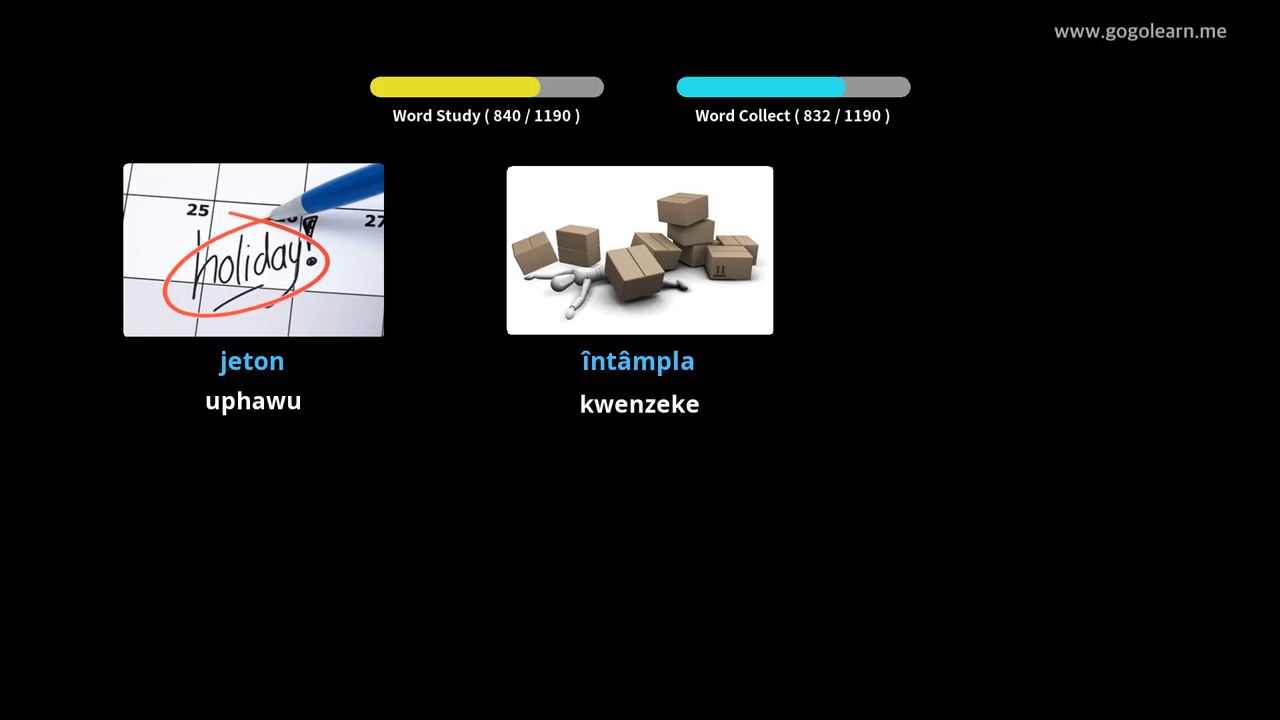 www.gogolearn.me
Word Study ( 840 / 1190 )
Word Collect ( 832 / 1190 )
25
27
holiday!
jeton
uphawu
întâmpla
kwenzeke